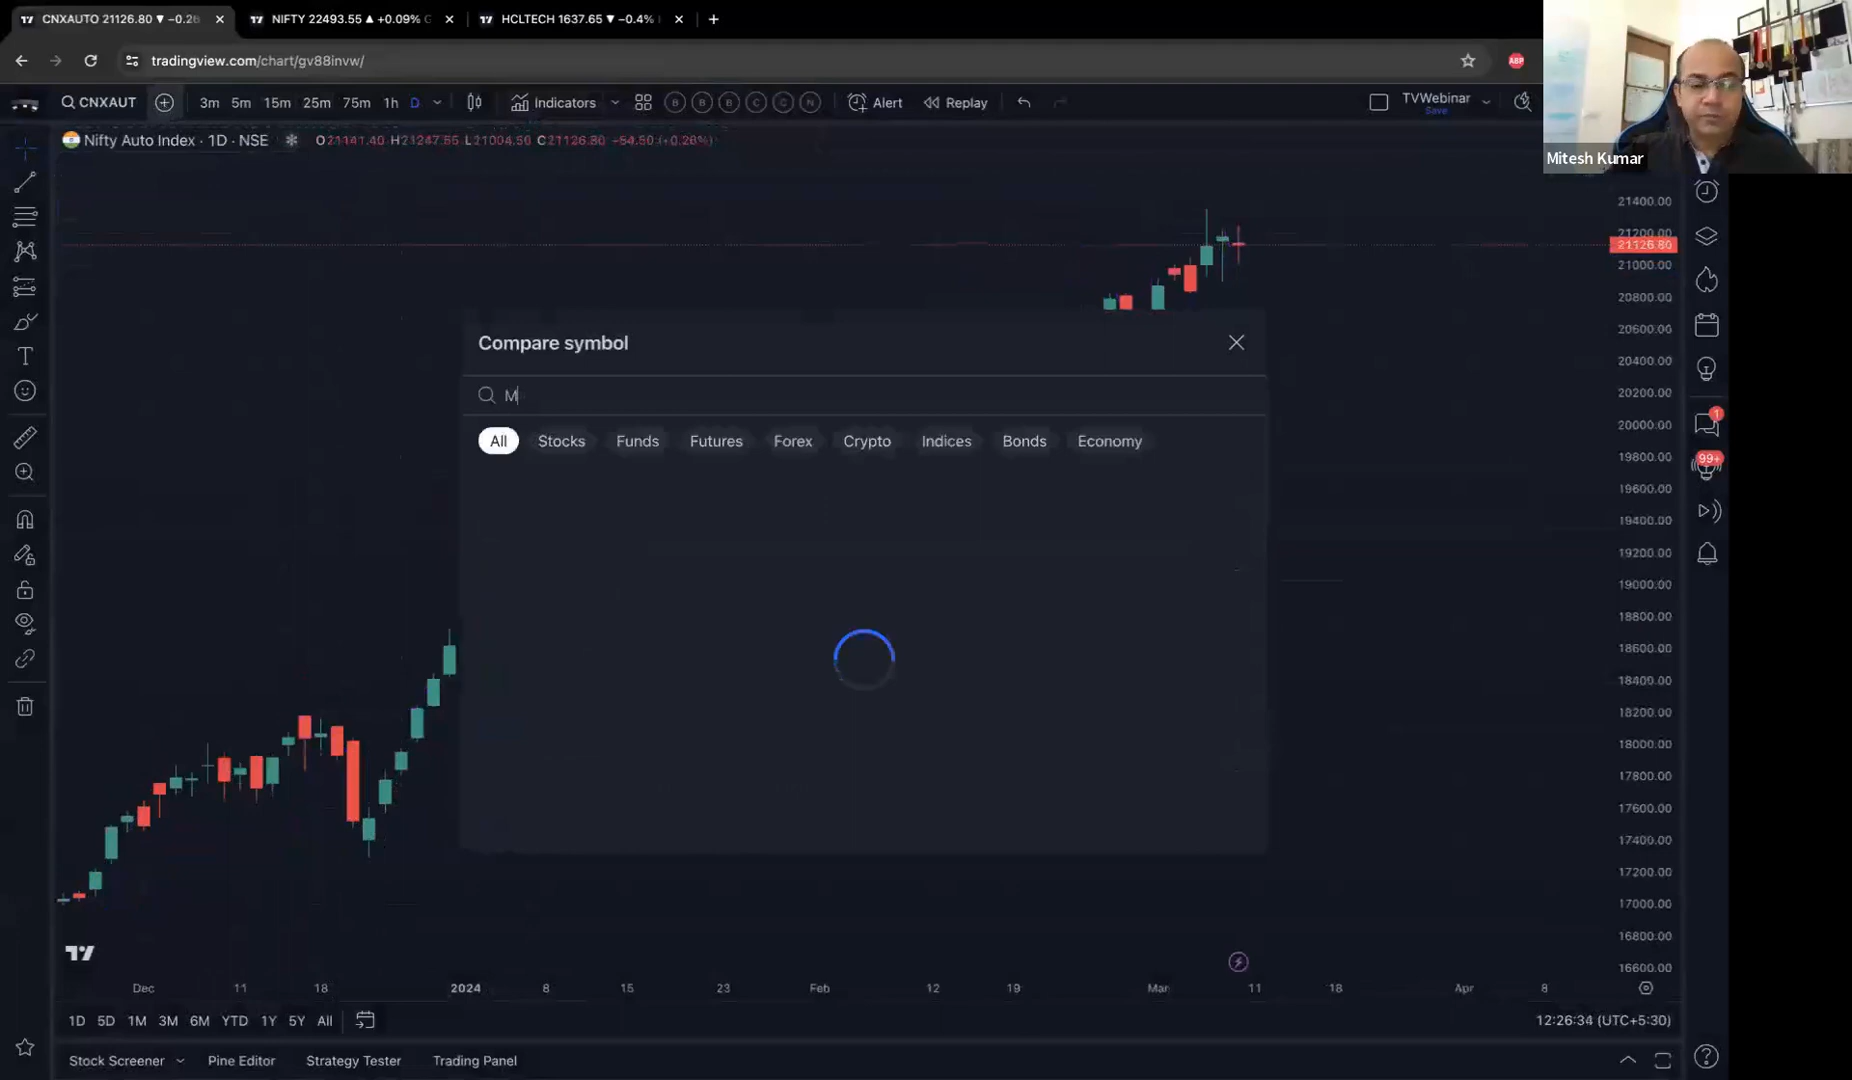 CNXAUTO 21126.80 ▼ −0.26
NIFTY 22493.55 ▲ +0.09%
HCLTECH 1637.65 ▼ −0.4%
tradingview.com/chart/gv88invw/
ABP
CNXAUT
3m 5m 15m 25m 75m 1h D
Indicators
B B B C C N
Alert
Replay
TVWebinar
Save
Mitesh Kumar
Nifty Auto Index · 1D · NSE
O21141.40 H21247.55 L21004.50 C21126.80 −54.50 (−0.26%)
21400.00
21200.00
21126.80
21000.00
20800.00
20600.00
20400.00
20200.00
20000.00
19800.00
19600.00
19400.00
19200.00
19000.00
18800.00
18600.00
18400.00
18200.00
18000.00
17800.00
17600.00
17400.00
17200.00
17000.00
16800.00
16600.00
1
99+
Compare symbol
M
All Stocks Funds Futures Forex Crypto Indices Bonds Economy
Dec 11 18 2024 8 15 23 Feb 12 19 Mar 11 18 Apr 8
1D 5D 1M 3M 6M YTD 1Y 5Y All
12:26:34 (UTC+5:30)
Stock Screener Pine Editor Strategy Tester Trading Panel